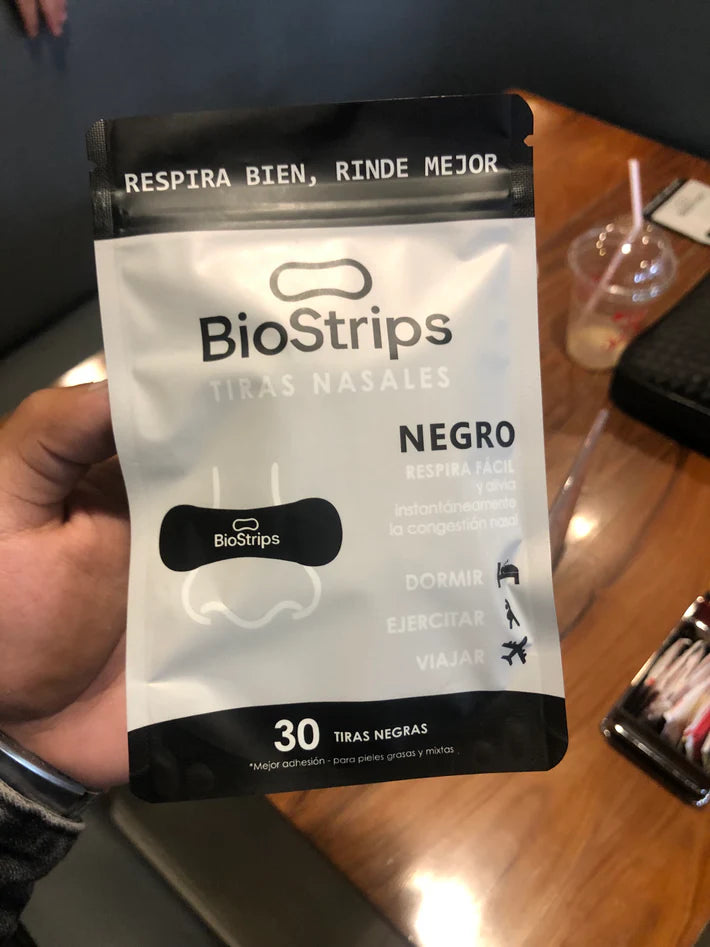 RESPIRA BIEN, RINDE MEJOR
BioStrips
TIRAS NASALES
NEGRO
RESPIRA FÁCIL
y alivia
instantáneamente
la congestión nasal
BioStrips
DORMIR
EJERCITAR
VIAJAR
30 TIRAS NEGRAS
*Mejor adhesión - para pieles grasas y mixtas